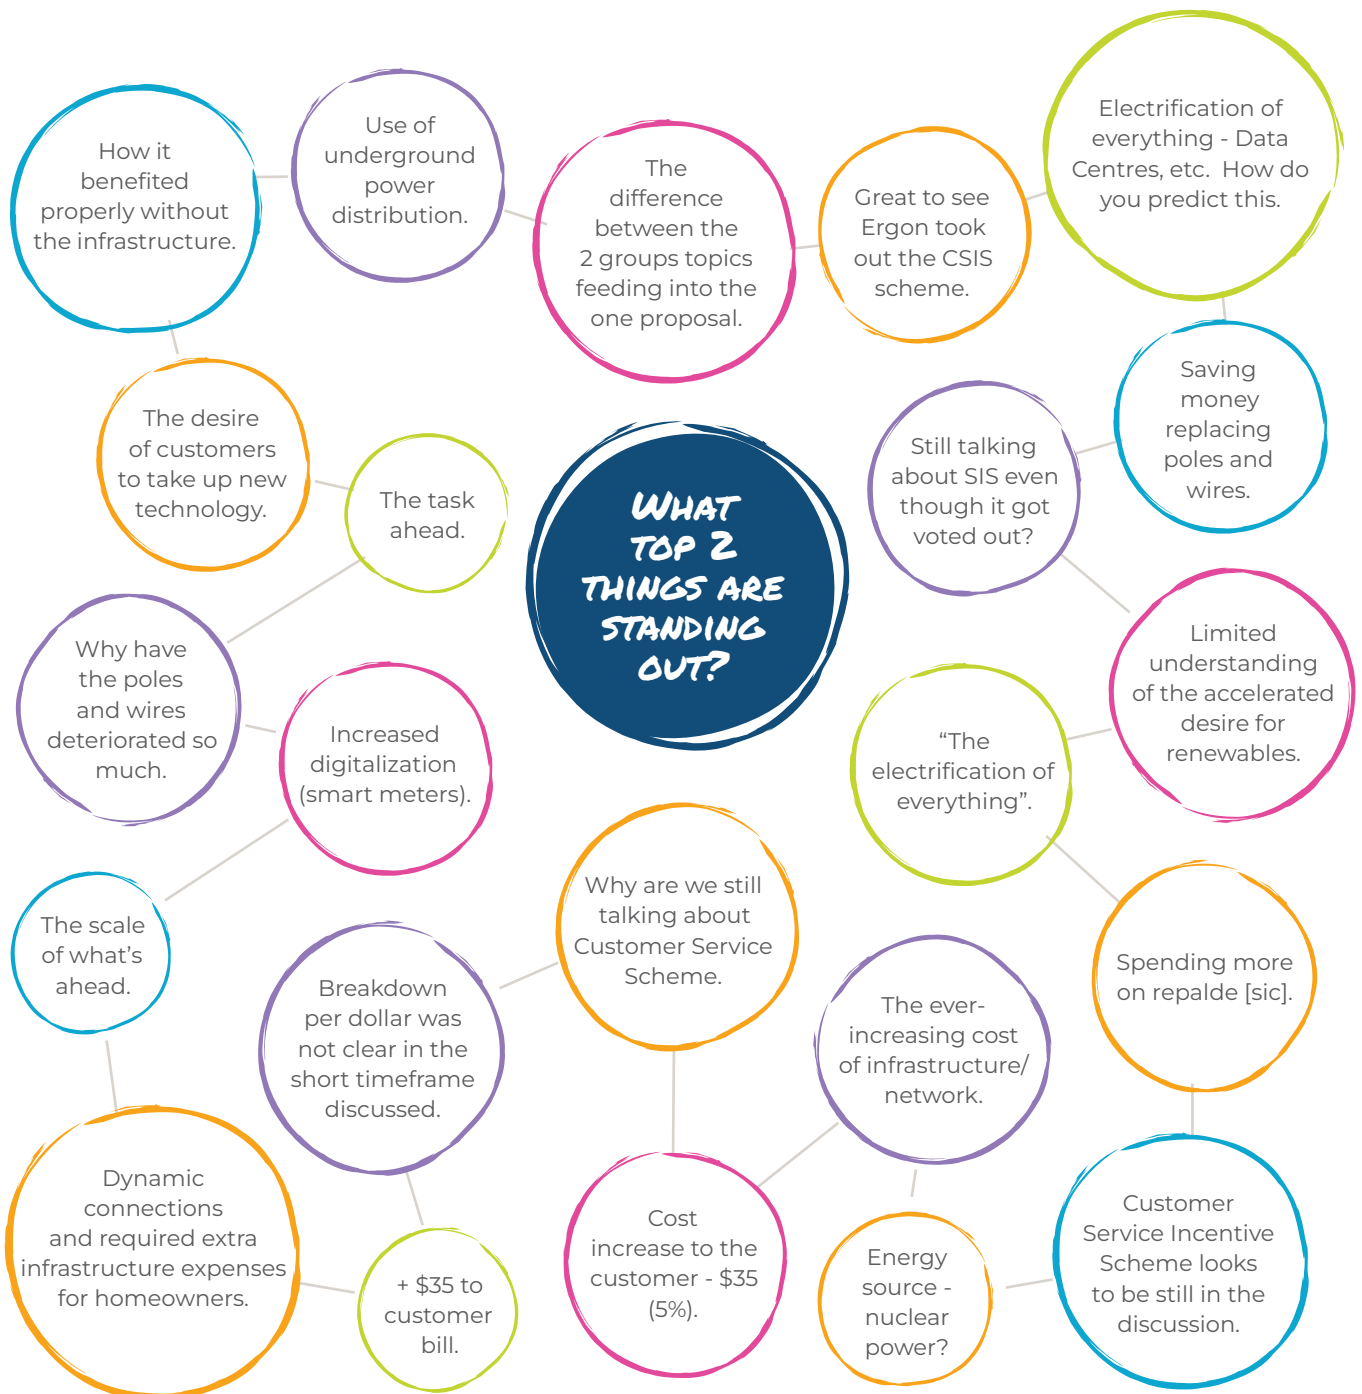 How it
benefited
properly without
the infrastructure.
Use of
underground
power
distribution.
The
difference
between the
2 groups topics
feeding into the
one proposal.
Great to see
Ergon took
out the CSIS
scheme.
Electrification of
everything - Data
Centres, etc.  How do
you predict this.
The desire
of customers
to take up new
technology.
The task
ahead.
What
top 2
things are
standing
out?
Still talking
about SIS even
though it got
voted out?
Saving
money
replacing
poles and
wires.
Why have
the poles
and wires
deteriorated so
much.
Increased
digitalization
(smart meters).
“The
electrification of
everything”.
Limited
understanding
of the accelerated
desire for
renewables.
The scale
of what’s
ahead.
Breakdown
per dollar was
not clear in the
short timeframe
discussed.
Why are we still
talking about
Customer Service
Scheme.
The ever-
increasing cost
of infrastructure/
network.
Spending more
on repalde [sic].
Dynamic
connections
and required extra
infrastructure expenses
for homeowners.
+ $35 to
customer
bill.
Cost
increase to the
customer - $35
(5%).
Energy
source -
nuclear
power?
Customer
Service Incentive
Scheme looks
to be still in the
discussion.